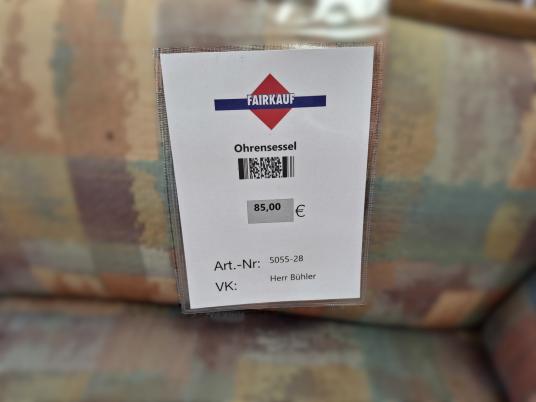 FAIRKAUF
Ohrensessel
85,00 €
Art.-Nr: 5055-28
VK: Herr Bühler